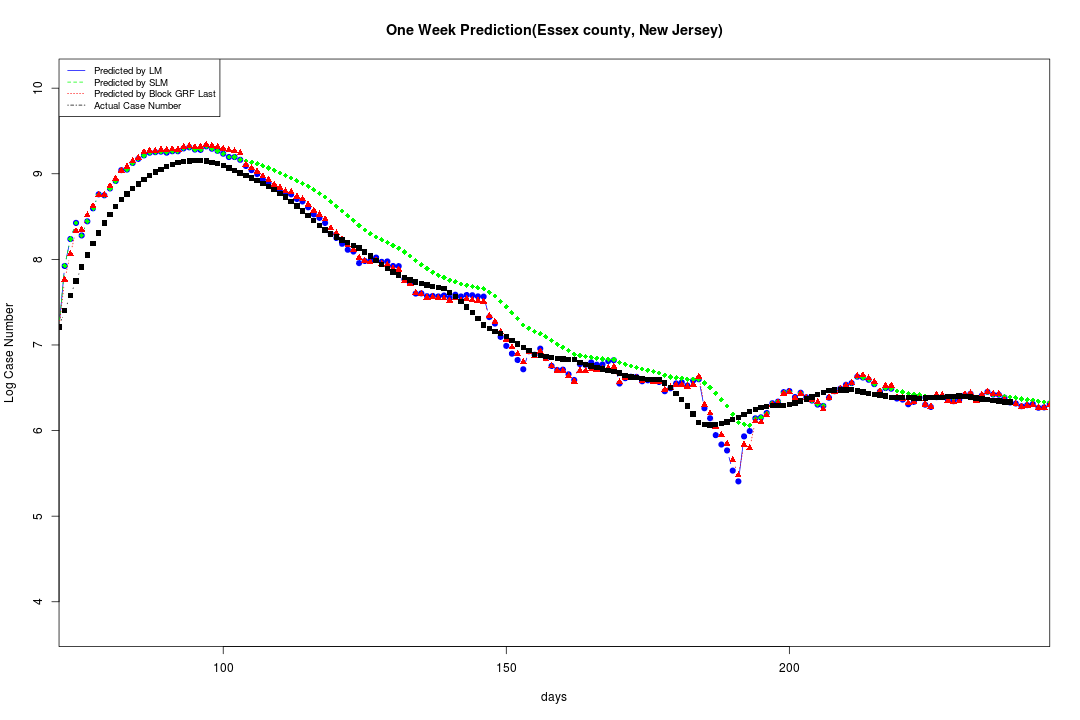 One Week Prediction(Essex county, New Jersey)
Predicted by LM
Predicted by SLM
Predicted by Block GRF Last
Actual Case Number
10
9
8
7
6
5
4
Log Case Number
100 150 200
days